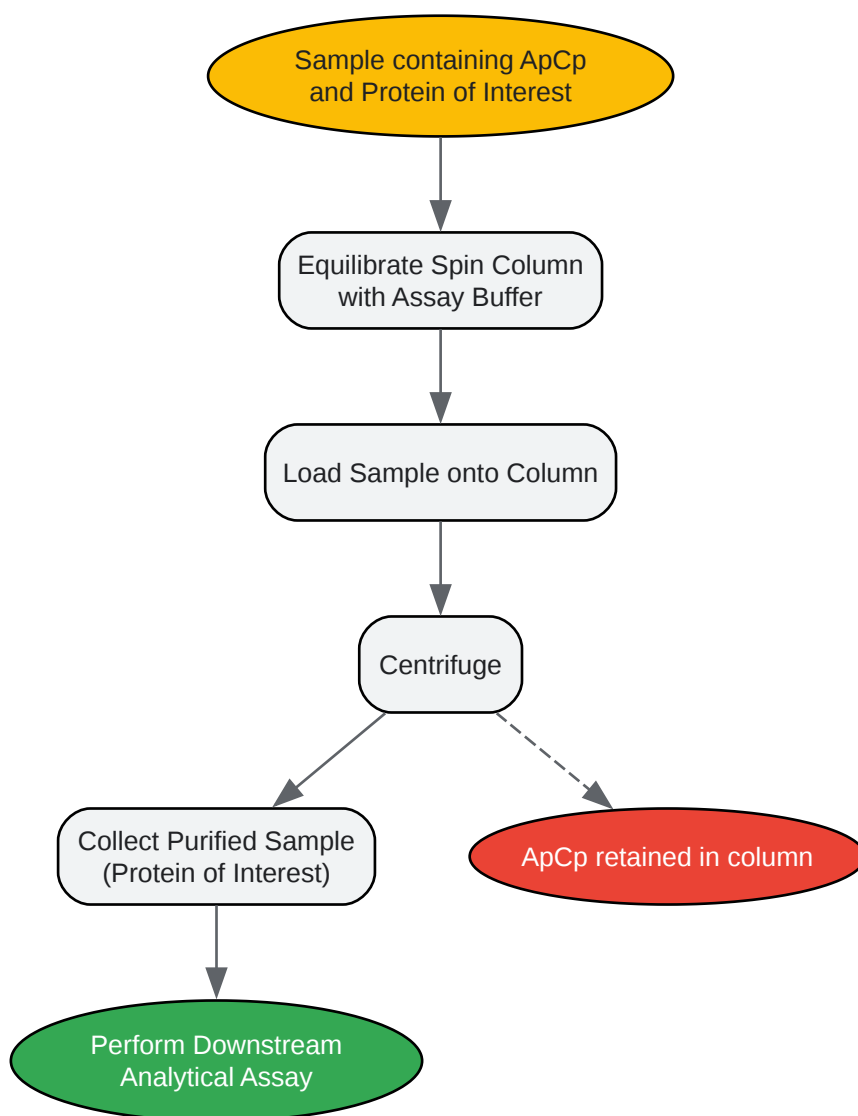 Sample containing ApCp
and Protein of Interest
Equilibrate Spin Column
with Assay Buffer
Load Sample onto Column
Centrifuge
Collect Purified Sample
(Protein of Interest)
ApCp retained in column
Perform Downstream
Analytical Assay